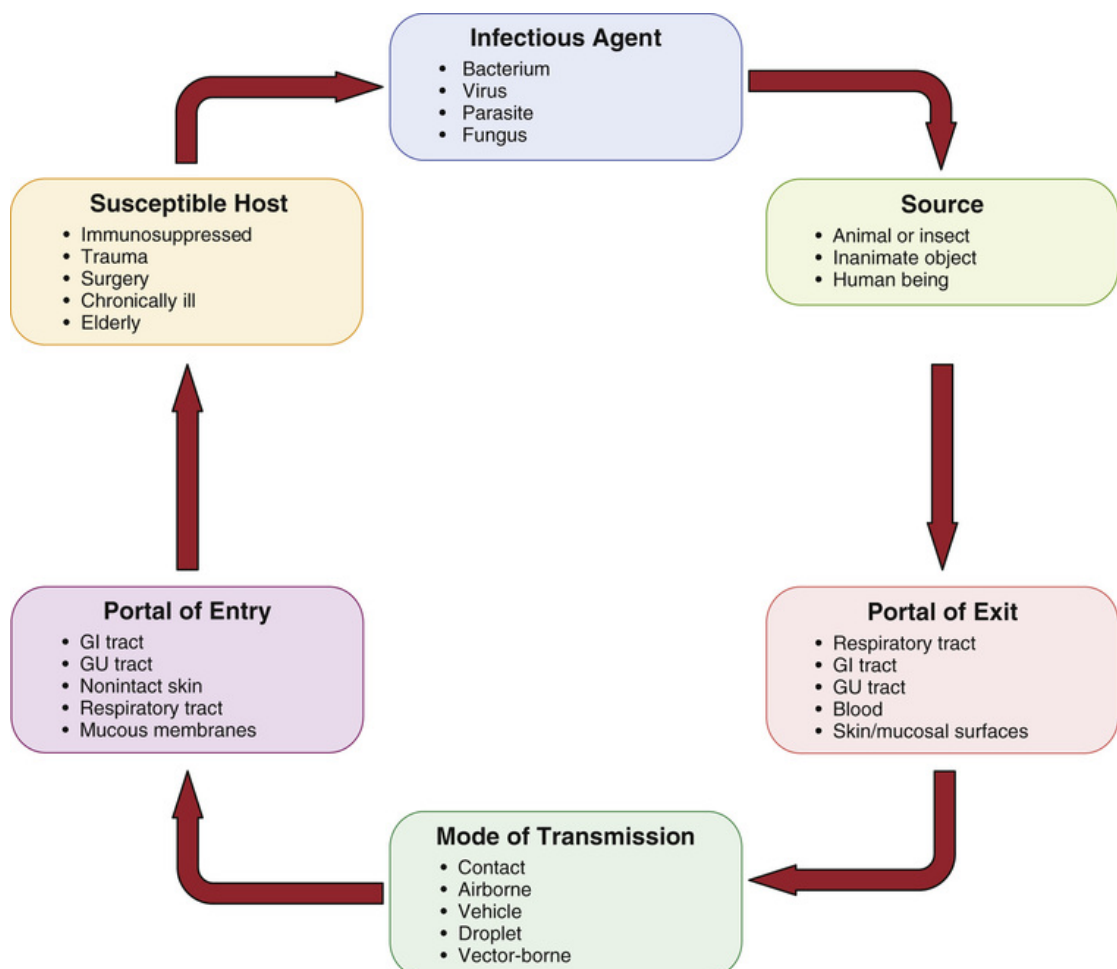 Infectious Agent
• Bacterium
• Virus
• Parasite
• Fungus
Source
• Animal or insect
• Inanimate object
• Human being
Portal of Exit
• Respiratory tract
• GI tract
• GU tract
• Blood
• Skin/mucosal surfaces
Mode of Transmission
• Contact
• Airborne
• Vehicle
• Droplet
• Vector-borne
Portal of Entry
• GI tract
• GU tract
• Nonintact skin
• Respiratory tract
• Mucous membranes
Susceptible Host
• Immunosuppressed
• Trauma
• Surgery
• Chronically ill
• Elderly